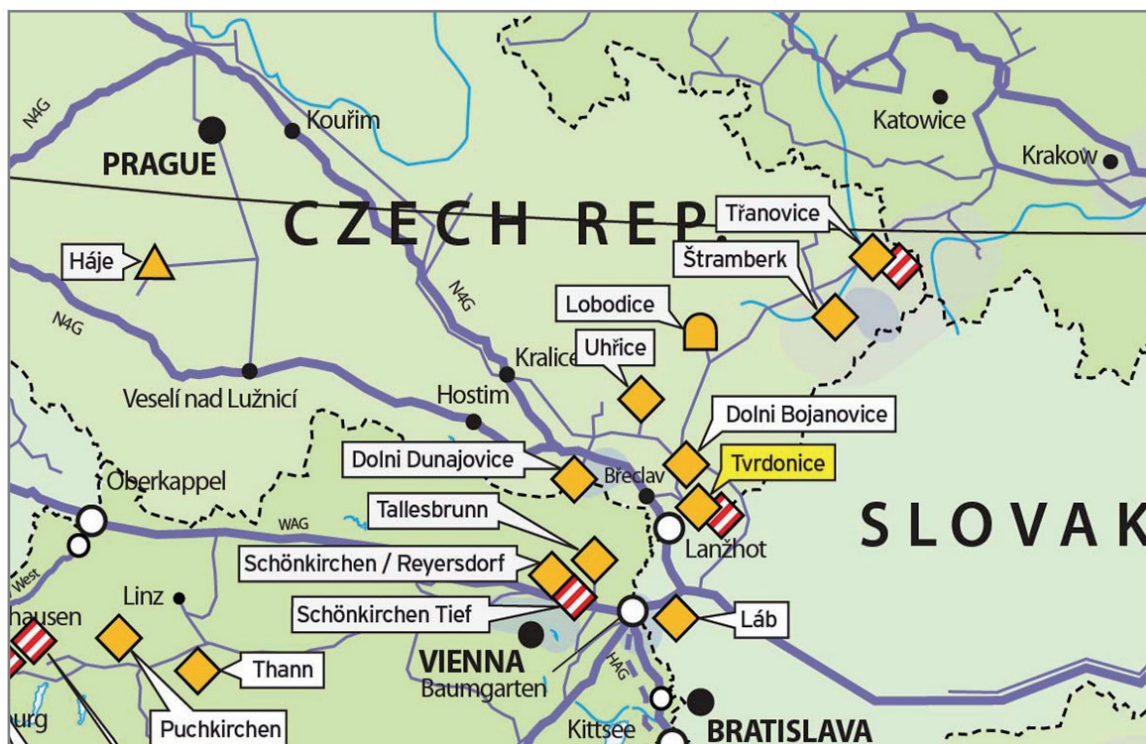 N4G
Kouřim
PRAGUE
Katowice
Krakow
CZECH REP
Třanovice
Háje
Štramberk
N4G
N4G
Lobodice
Uhřice
Kralice
Veselí nad Lužnicí
Hostim
Dolni Bojanovice
Dolni Dunajovice
Tvrdonice
Břeclav
Oberkappel
Tallesbrunn
SLOVAK
WAG
Lanžhot
Schönkirchen / Reyersdorf
West
Linz
Schönkirchen Tief
hausen
Láb
VIENNA
Thann
Baumgarten
HAG
urg
Puchkirchen
Kittsee
BRATISLAVA